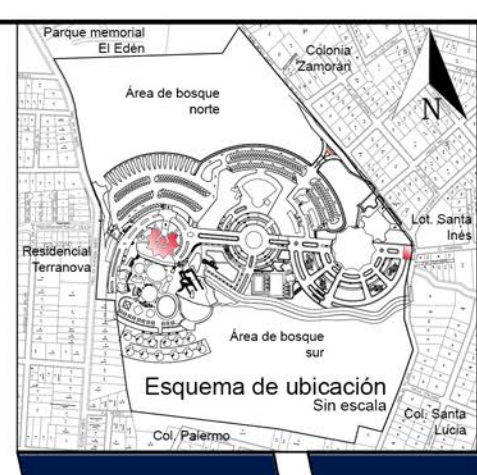 Parque memorial
El Edén
Colonia
Zamorán
Área de bosque
norte
N
Lot. Santa
Inés
Residencial
Terranova
Área de bosque
sur
Esquema de ubicación
Sin escala
Col. Santa
Lucia
Col. Palermo